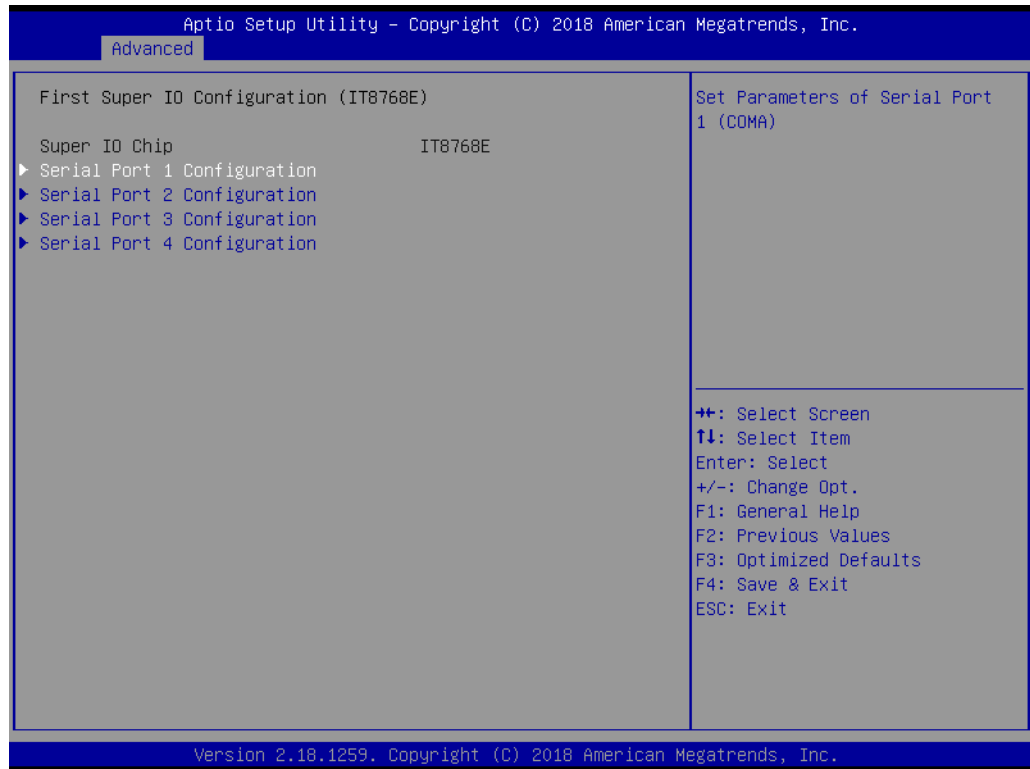 Aptio Setup Utility – Copyright (C) 2018 American Megatrends, Inc.
Advanced
First Super IO Configuration (IT8768E)
Super IO Chip IT8768E
▶ Serial Port 1 Configuration
▶ Serial Port 2 Configuration
▶ Serial Port 3 Configuration
▶ Serial Port 4 Configuration
Set Parameters of Serial Port
1 (COMA)
→←: Select Screen
↑↓: Select Item
Enter: Select
+/-: Change Opt.
F1: General Help
F2: Previous Values
F3: Optimized Defaults
F4: Save & Exit
ESC: Exit
Version 2.18.1259. Copyright (C) 2018 American Megatrends, Inc.